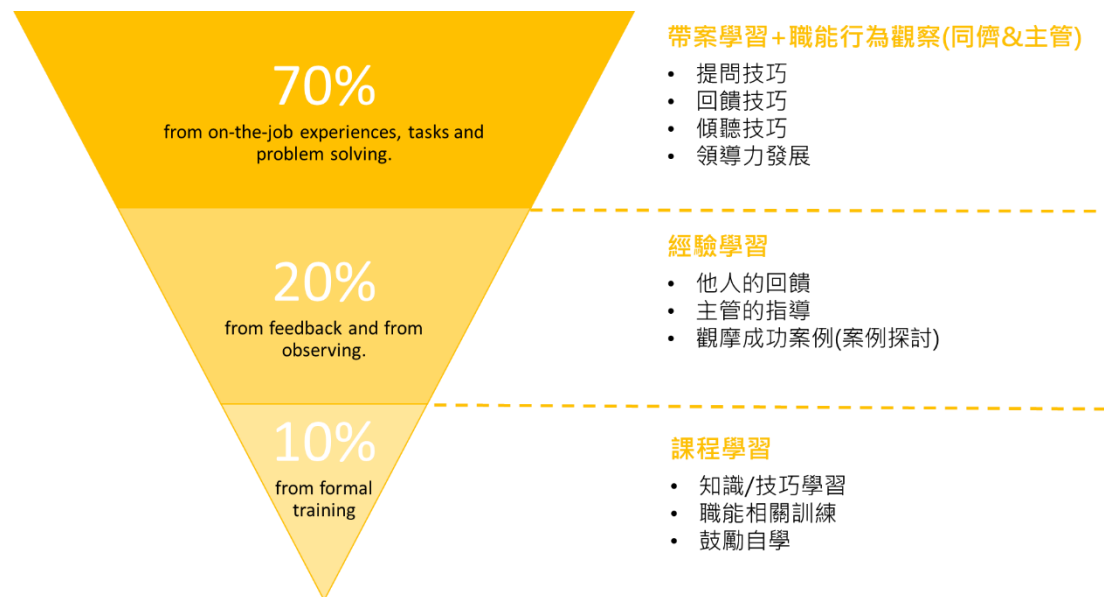 70%
from on-the-job experiences, tasks and
problem solving.
帶案學習+職能行為觀察(同儕&主管)
• 提問技巧
• 回饋技巧
• 傾聽技巧
• 領導力發展
20%
from feedback and from
observing.
經驗學習
• 他人的回饋
• 主管的指導
• 觀摩成功案例(案例探討)
10%
from formal
training
課程學習
• 知識/技巧學習
• 職能相關訓練
• 鼓勵自學